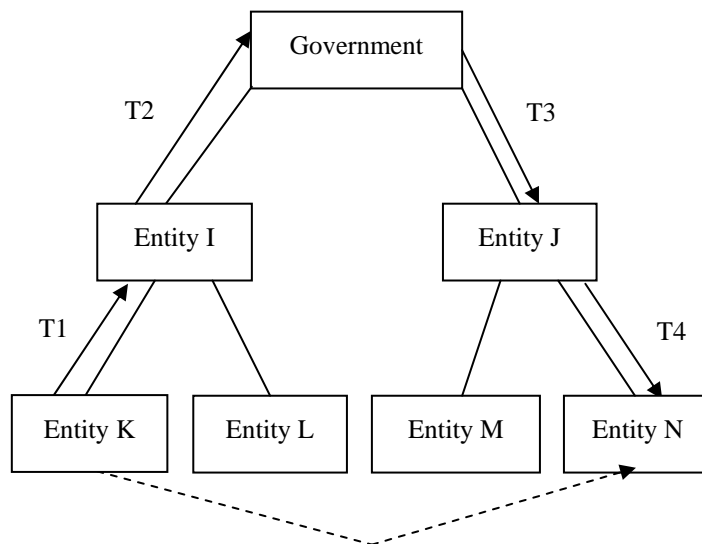 Government
T2
T3
Entity I
Entity J
T1
T4
Entity K
Entity L
Entity M
Entity N